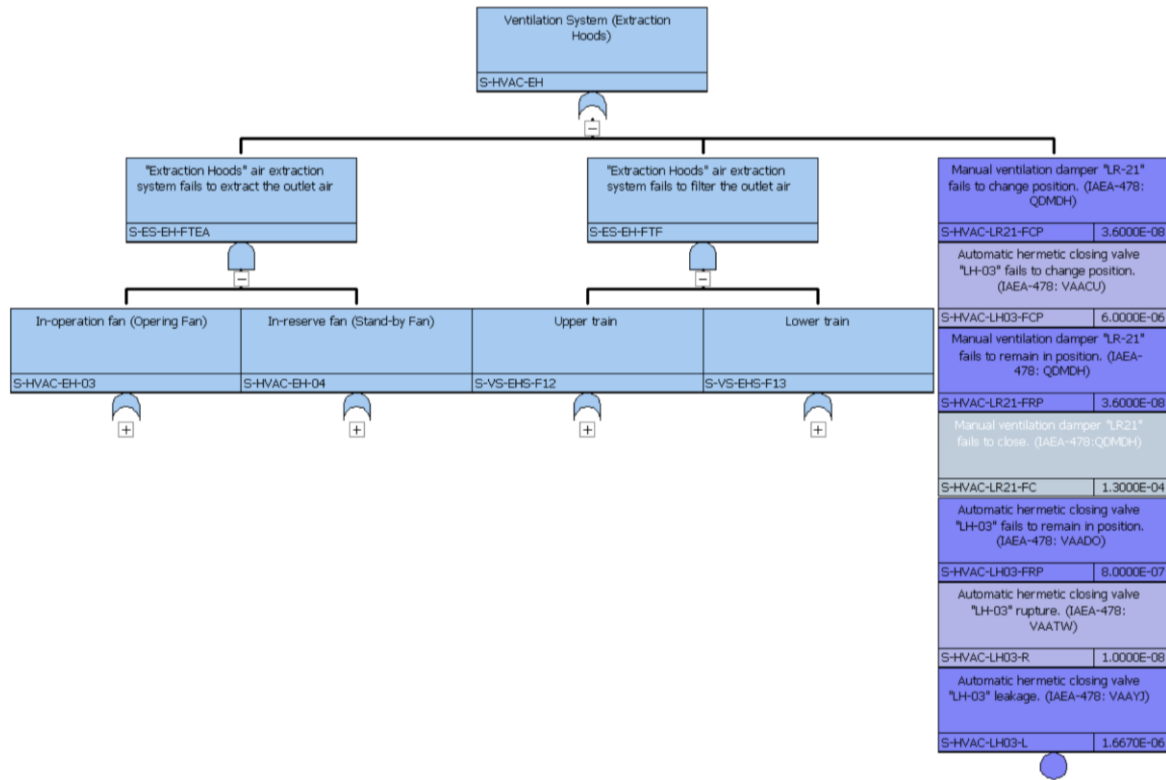 Ventilation System (Extraction
Hoods)
S-HVAC-EH
"Extraction Hoods" air extraction
system fails to extract the outlet air
S-ES-EH-FTEA
"Extraction Hoods" air extraction
system fails to filter the outlet air
S-ES-EH-FTF
In-operation fan (Opering Fan)
S-HVAC-EH-03
In-reserve fan (Stand-by Fan)
S-HVAC-EH-04
Upper train
S-VS-EHS-F12
Lower train
S-VS-EHS-F13
Manual ventilation damper "LR-21"
fails to change position. (IAEA-478:
QDMDH)
S-HVAC-LR21-FCP 3.6000E-08
Automatic hermetic closing valve
"LH-03" fails to change position.
(IAEA-478: VAACU)
S-HVAC-LH03-FCP 6.0000E-06
Manual ventilation damper "LR-21"
fails to remain in position. (IAEA-
478: QDMDH)
S-HVAC-LR21-FRP 3.6000E-08
Manual ventilation damper "LR21"
fails to close. (IAEA-478:QDMDH)
S-HVAC-LR21-FC 1.3000E-04
Automatic hermetic closing valve
"LH-03" fails to remain in position.
(IAEA-478: VAADO)
S-HVAC-LH03-FRP 8.0000E-07
Automatic hermetic closing valve
"LH-03" rupture. (IAEA-478:
VAATW)
S-HVAC-LH03-R 1.0000E-08
Automatic hermetic closing valve
"LH-03" leakage. (IAEA-478: VAAYJ)
S-HVAC-LH03-L 1.6670E-06